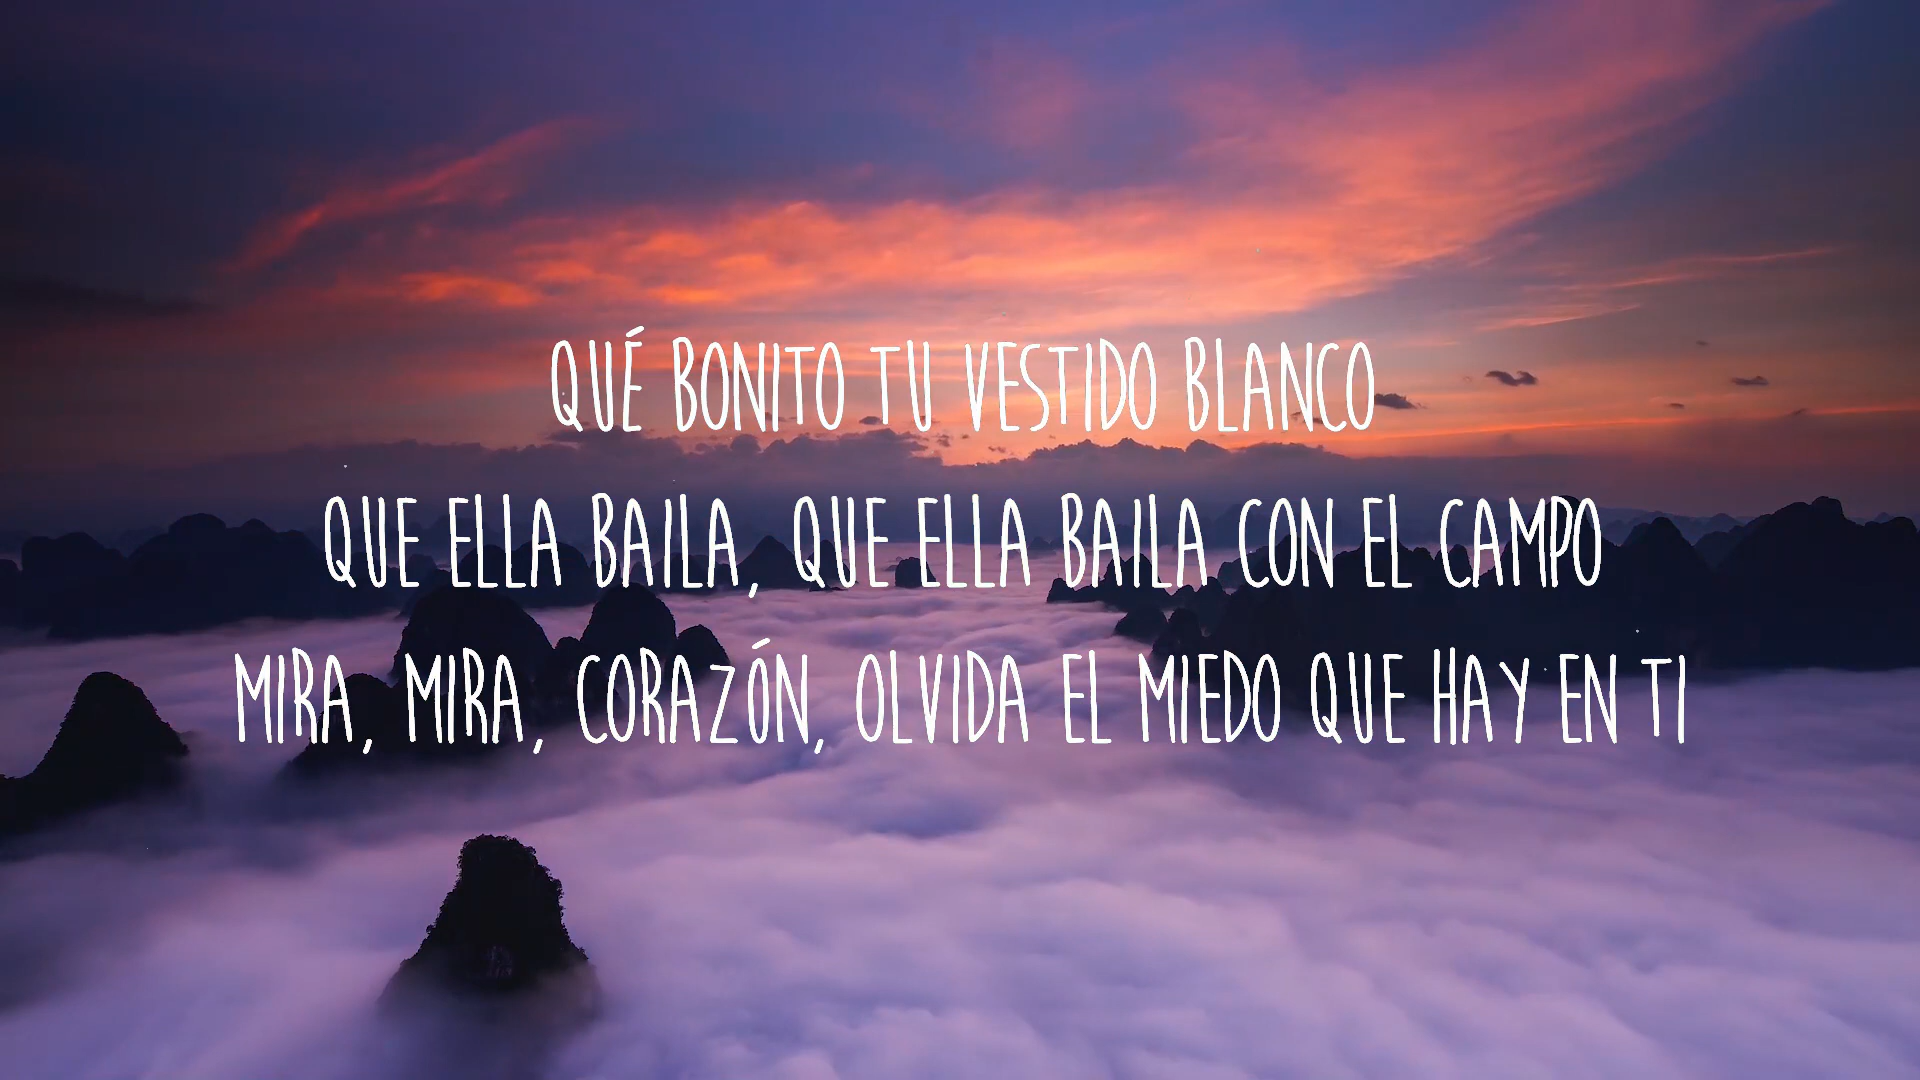 QUÉ BONITO TU VESTIDO BLANCO
QUE ELLA BAILA, QUE ELLA BAILA CON EL CAMPO
MIRA, MIRA, CORAZÓN, OLVIDA EL MIEDO QUE HAY EN TI